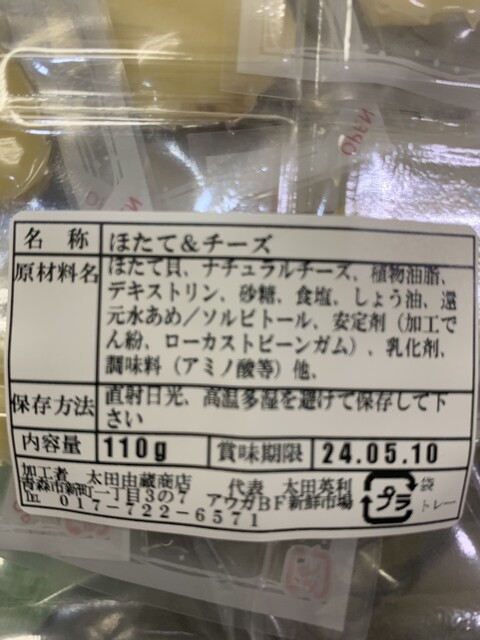 OPEN
名称 ほたて&チーズ
原材料名 ほたて貝、ナチュラルチーズ、植物油脂、
デキストリン、砂糖、食塩、しょう油、還
元水あめ/ソルビトール、安定剤（加工で
ん粉、ローカストビーンガム）、乳化剤、
調味料（アミノ酸等）他、
保存方法 直射日光、高温多湿を避けて保存して下
さい
内容量 110g 賞味期限 24.05.10
加工者 太田由蔵商店 代表 太田英利
青森市新町一丁目3の7 アウガBF新鮮市場
℡ 017-722-6571
プラ 袋
トレー